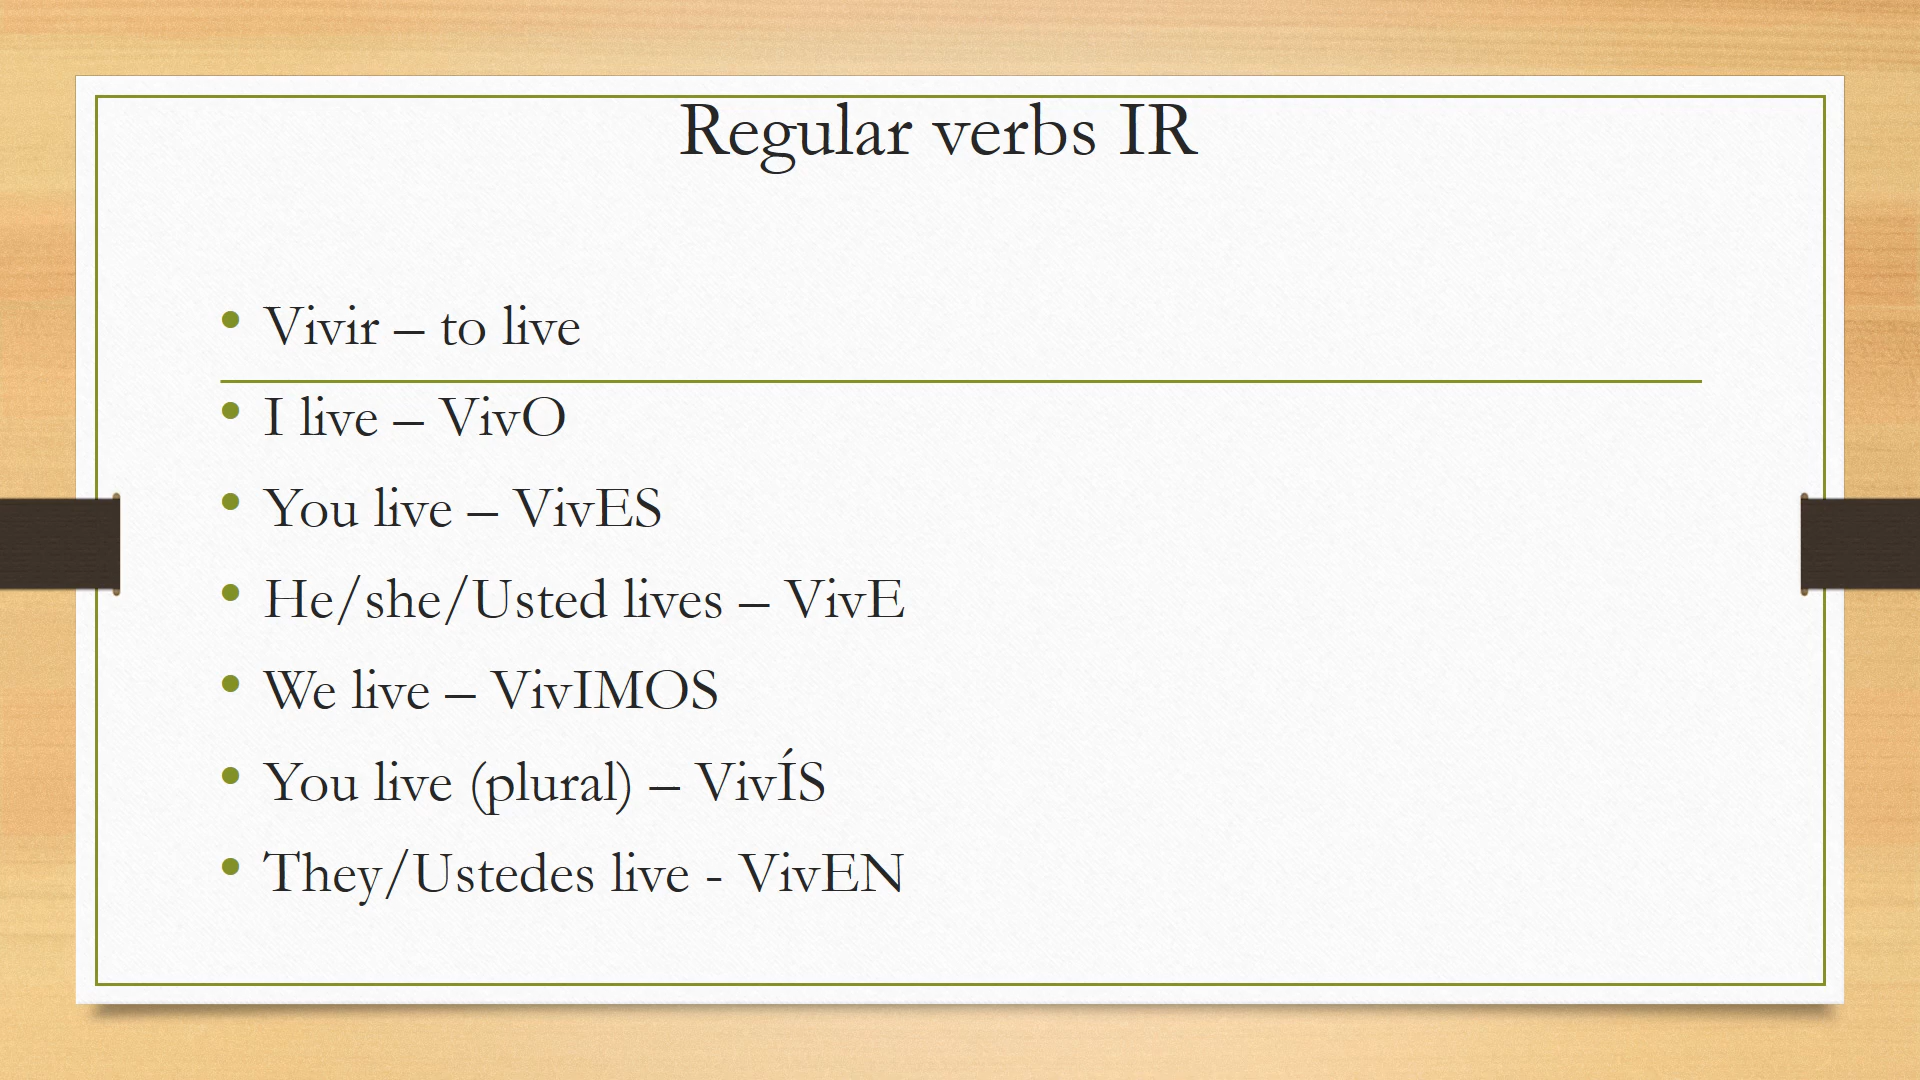 Regular verbs IR
• Vivir – to live
• I live – VivO
• You live – VivES
• He/she/Usted lives – VivE
• We live – VivIMOS
• You live (plural) – VivÍS
• They/Ustedes live - VivEN